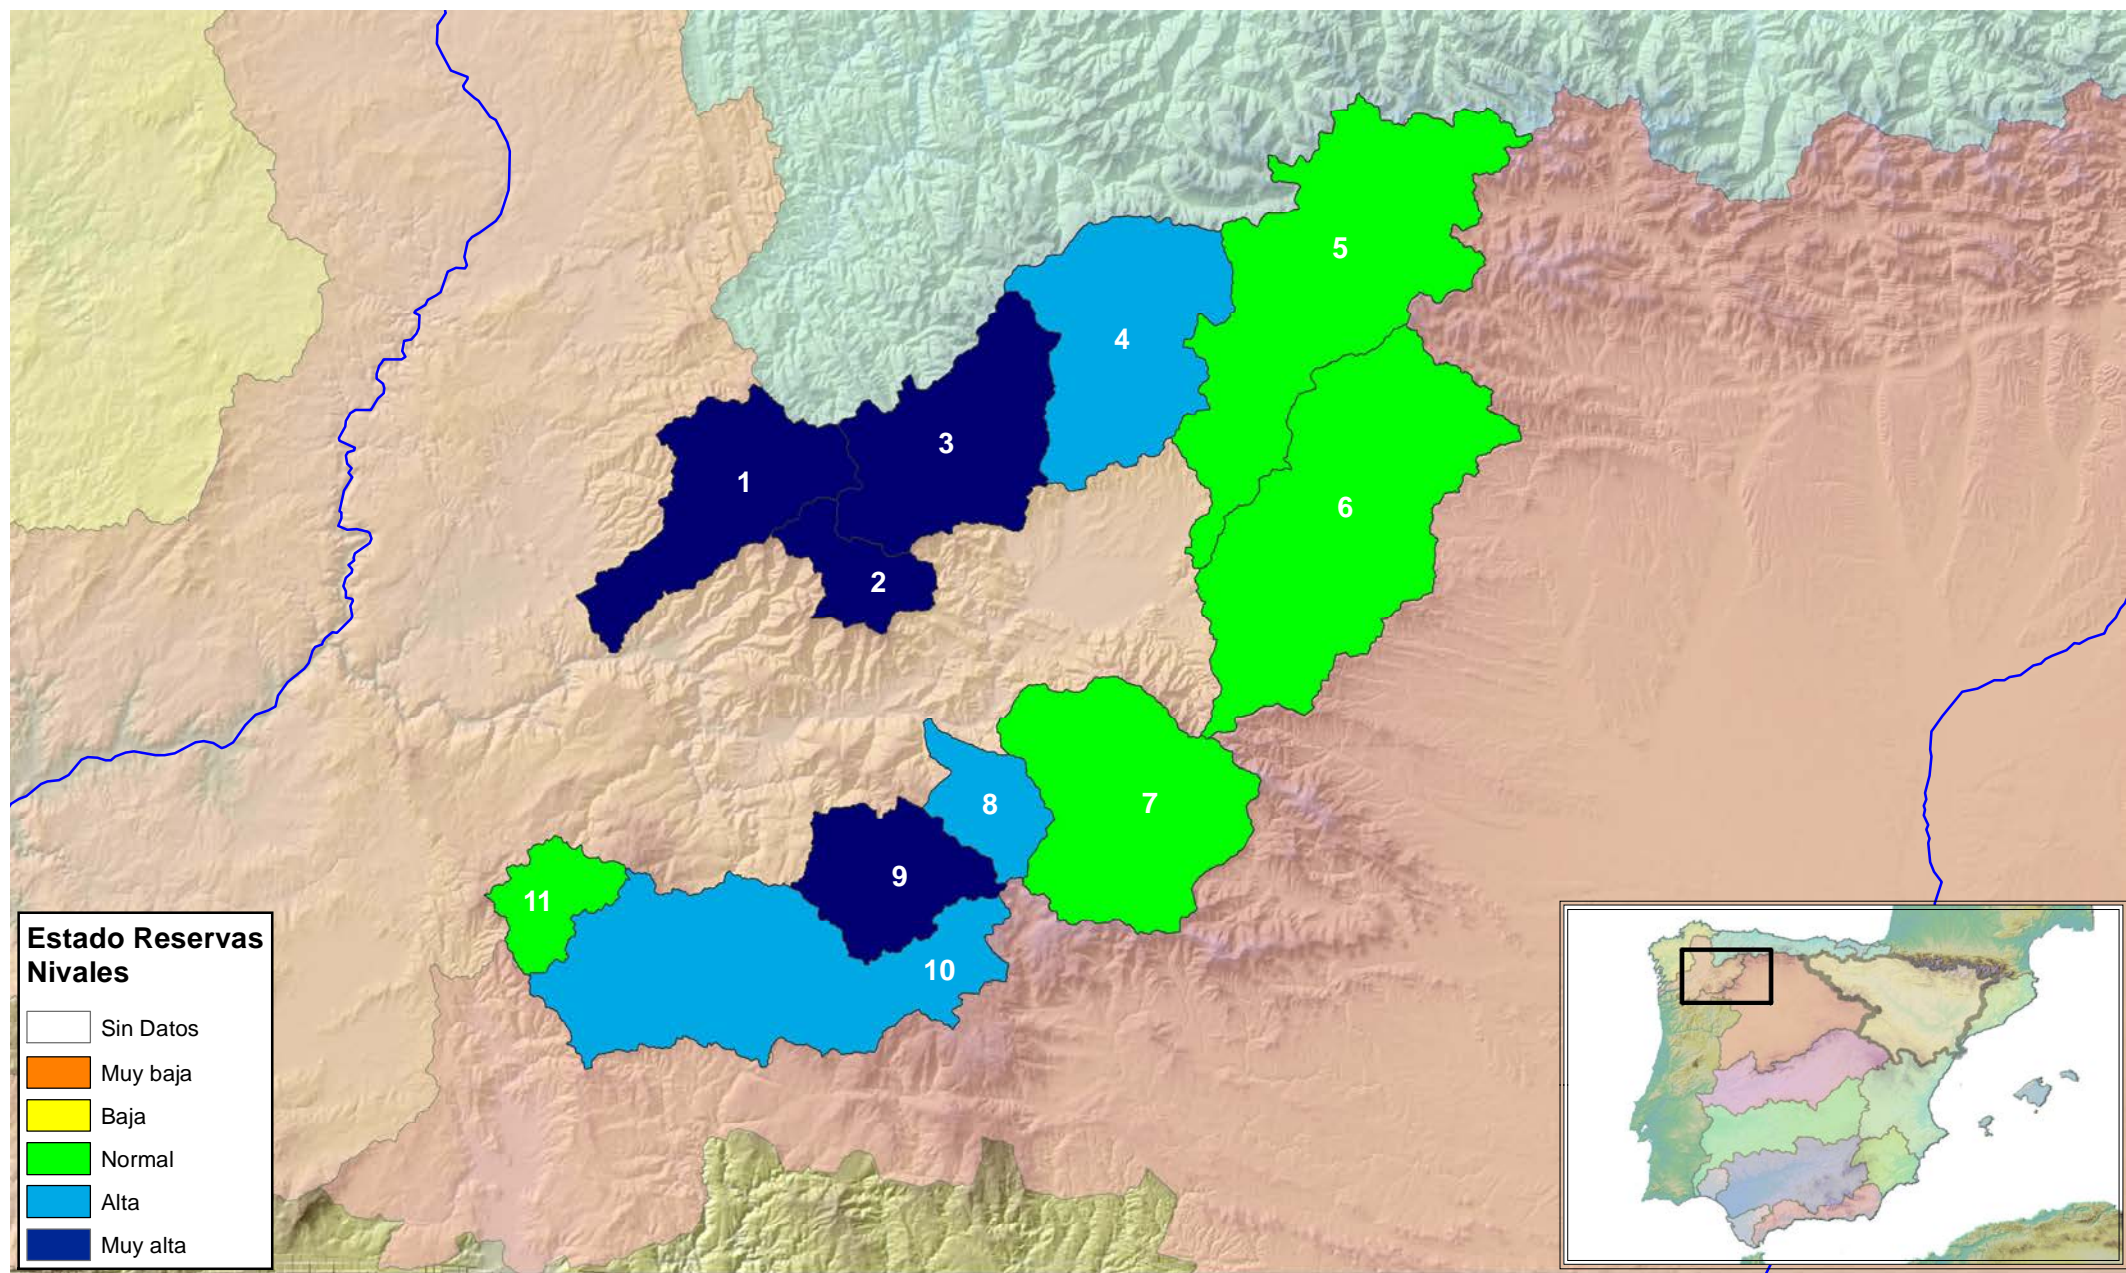 5
4
3
1
6
2
8
7
9
11
10
Estado Reservas
Nivales
Sin Datos
Muy baja
Baja
Normal
Alta
Muy alta